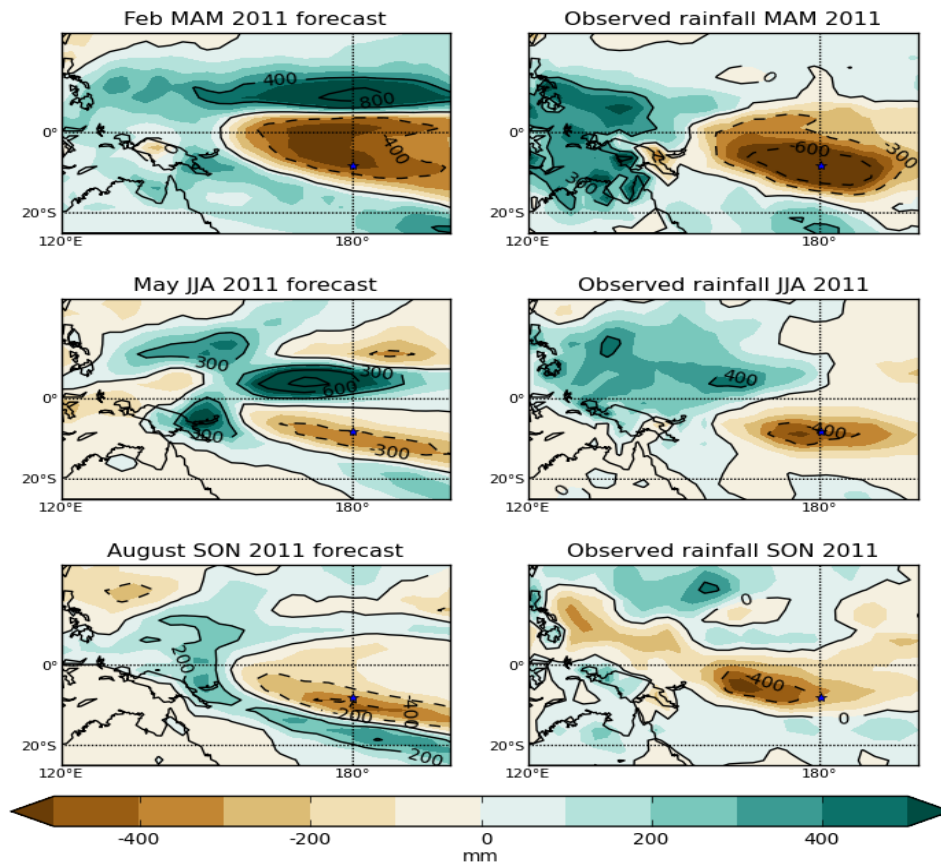 Feb MAM 2011 forecast
Observed rainfall MAM 2011
400
800
-400
0°
20°S
120°E
180°
0
-600
-300
300
0°
20°S
120°E
180°
May JJA 2011 forecast
Observed rainfall JJA 2011
300
300
600
300
-300
0°
20°S
120°E
180°
400
-400
0
0°
20°S
120°E
180°
August SON 2011 forecast
Observed rainfall SON 2011
200
-200
-400
200
0°
20°S
120°E
180°
0
-400
0
0°
20°S
120°E
180°
-400
-200
0
200
400
mm